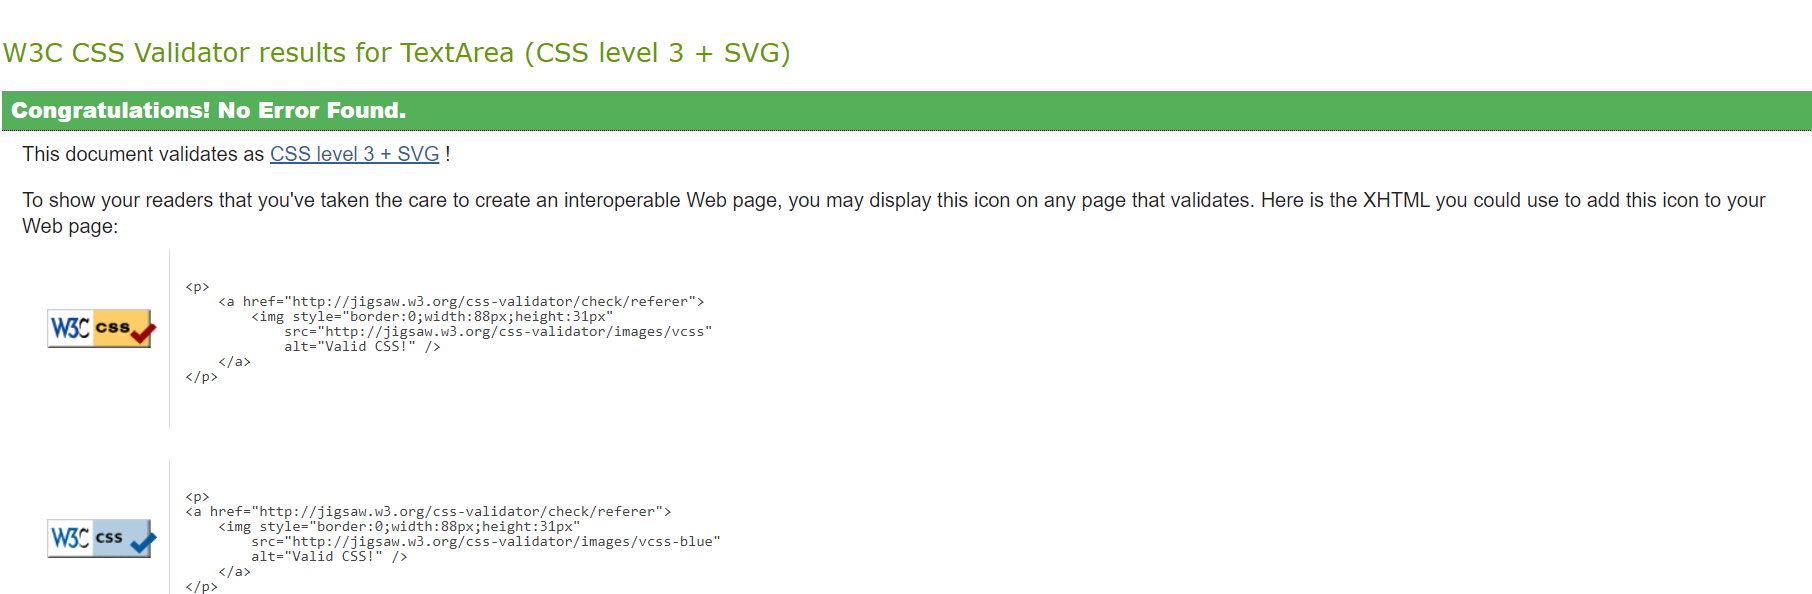 W3C CSS Validator results for TextArea (CSS level 3 + SVG)
Congratulations! No Error Found.
This document validates as CSS level 3 + SVG !
To show your readers that you've taken the care to create an interoperable Web page, you may display this icon on any page that validates. Here is the XHTML you could use to add this icon to your
Web page:
<p>
<a href="http://jigsaw.w3.org/css-validator/check/referer">
<img style="border:0;width:88px;height:31px"
W3C css
src="http://jigsaw.w3.org/css-validator/images/vcss"
alt="Valid CSS!" />
</a>
</p>
<p>
<a href="http://jigsaw.w3.org/css-validator/check/referer">
<img style="border:0;width:88px;height:31px"
W3C css
src="http://jigsaw.w3.org/css-validator/images/vcss-blue"
alt="Valid CSS!" />
</a>
</p>